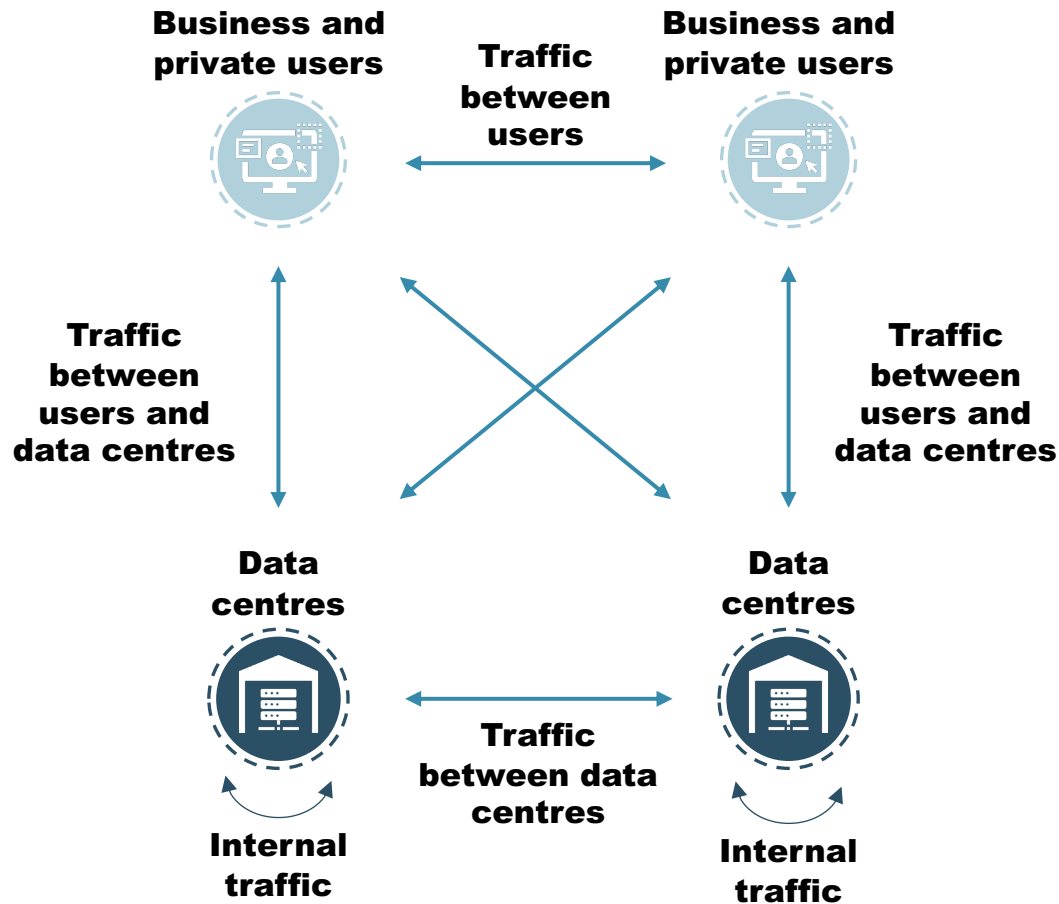 Business and
private users
Traffic
between
users
Business and
private users
Traffic
between
users and
data centres
Traffic
between
users and
data centres
Data
centres
Data
centres
Traffic
between data
centres
Internal
traffic
Internal
traffic